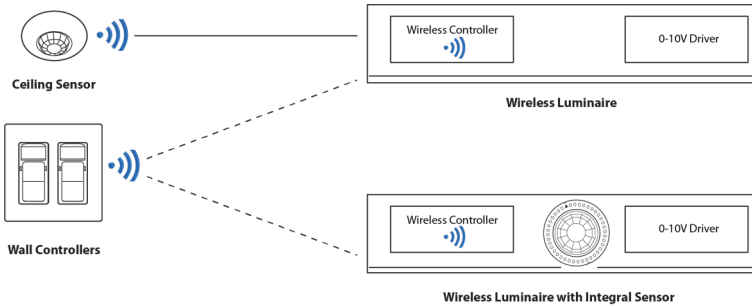 Ceiling Sensor
Wireless Controller
0-10V Driver
Wireless Luminaire
Wall Controllers
Wireless Controller
0-10V Driver
Wireless Luminaire with Integral Sensor